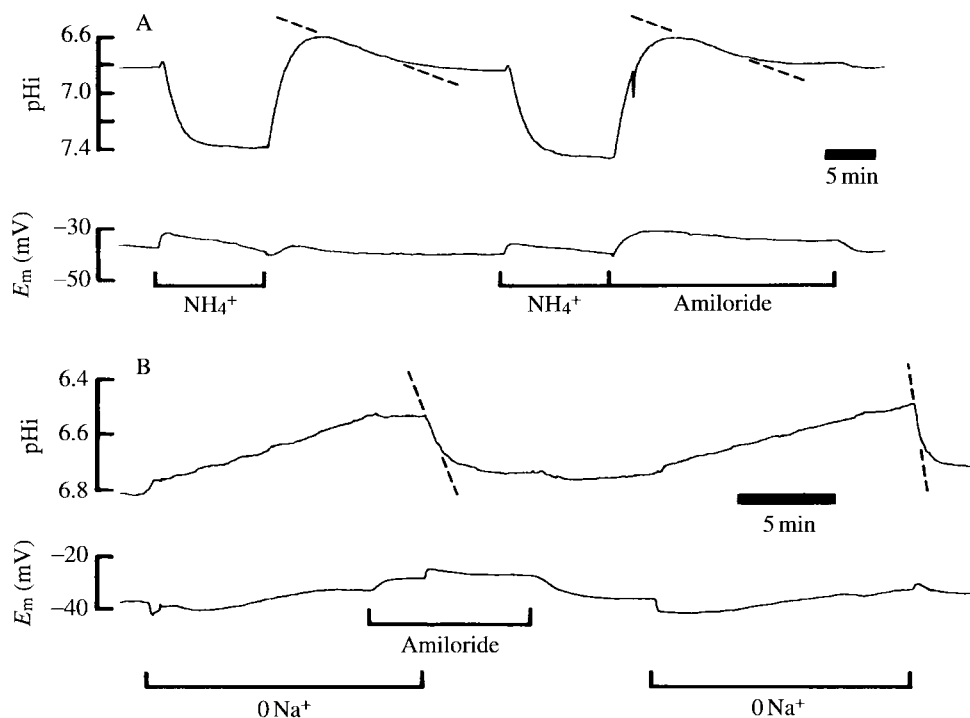 A
6.6
7.0
7.4
pHi
5 min
−30
−50
Em (mV)
NH4+
NH4+
Amiloride
B
6.4
6.6
6.8
pHi
5 min
−20
−40
Em (mV)
Amiloride
0 Na+
0 Na+